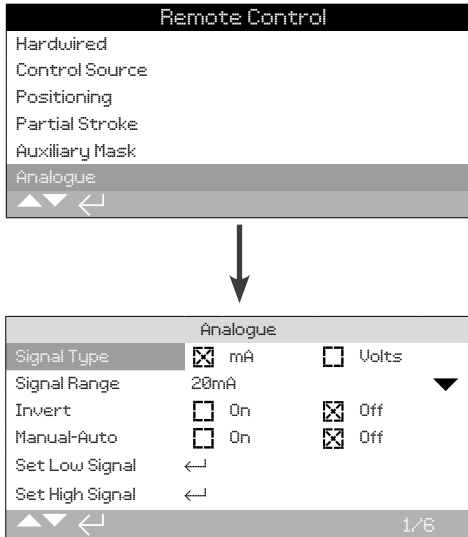 Remote Control
Hardwired
Control Source
Positioning
Partial Stroke
Auxiliary Mask
Analogue
Analogue
Signal Type mA Volts
Signal Range 20mA
Invert On Off
Manual-Auto On Off
Set Low Signal
Set High Signal
1/6